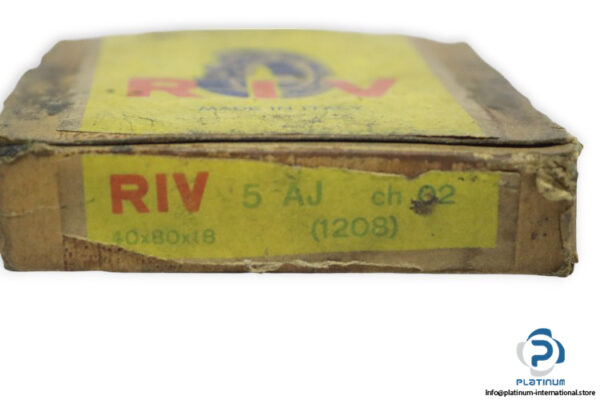 RIV
MADE IN ITALY
RIV 5 AJ ch 02
40x80x18 (1208)
PLATINUM
Info@platinum-international.store